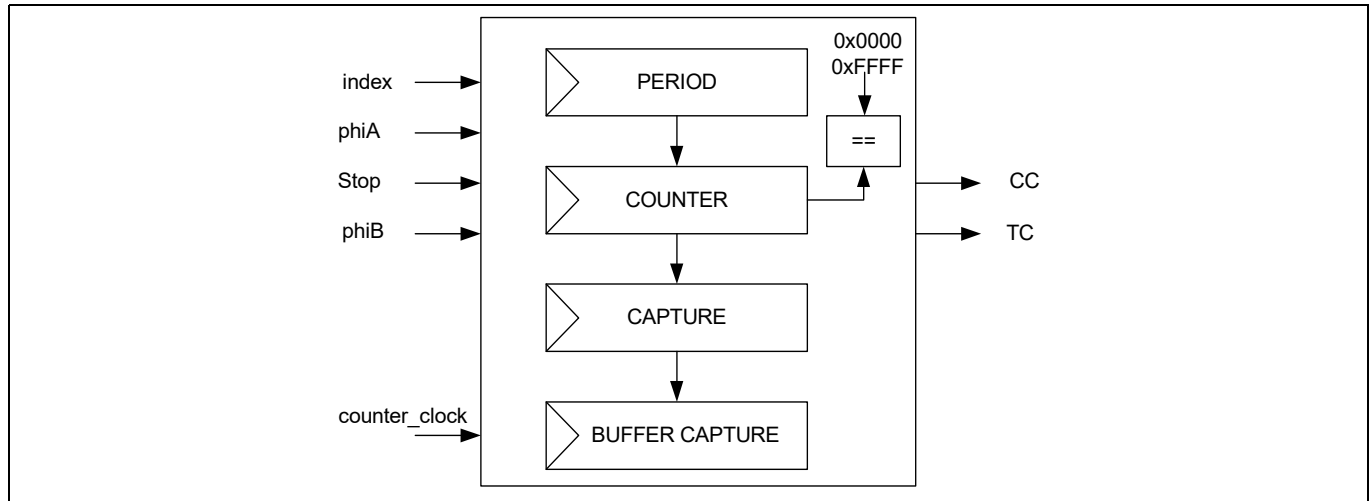 0x0000
0xFFFF
index
PERIOD
phiA
==
Stop
COUNTER
CC
phiB
TC
CAPTURE
counter_clock
BUFFER CAPTURE